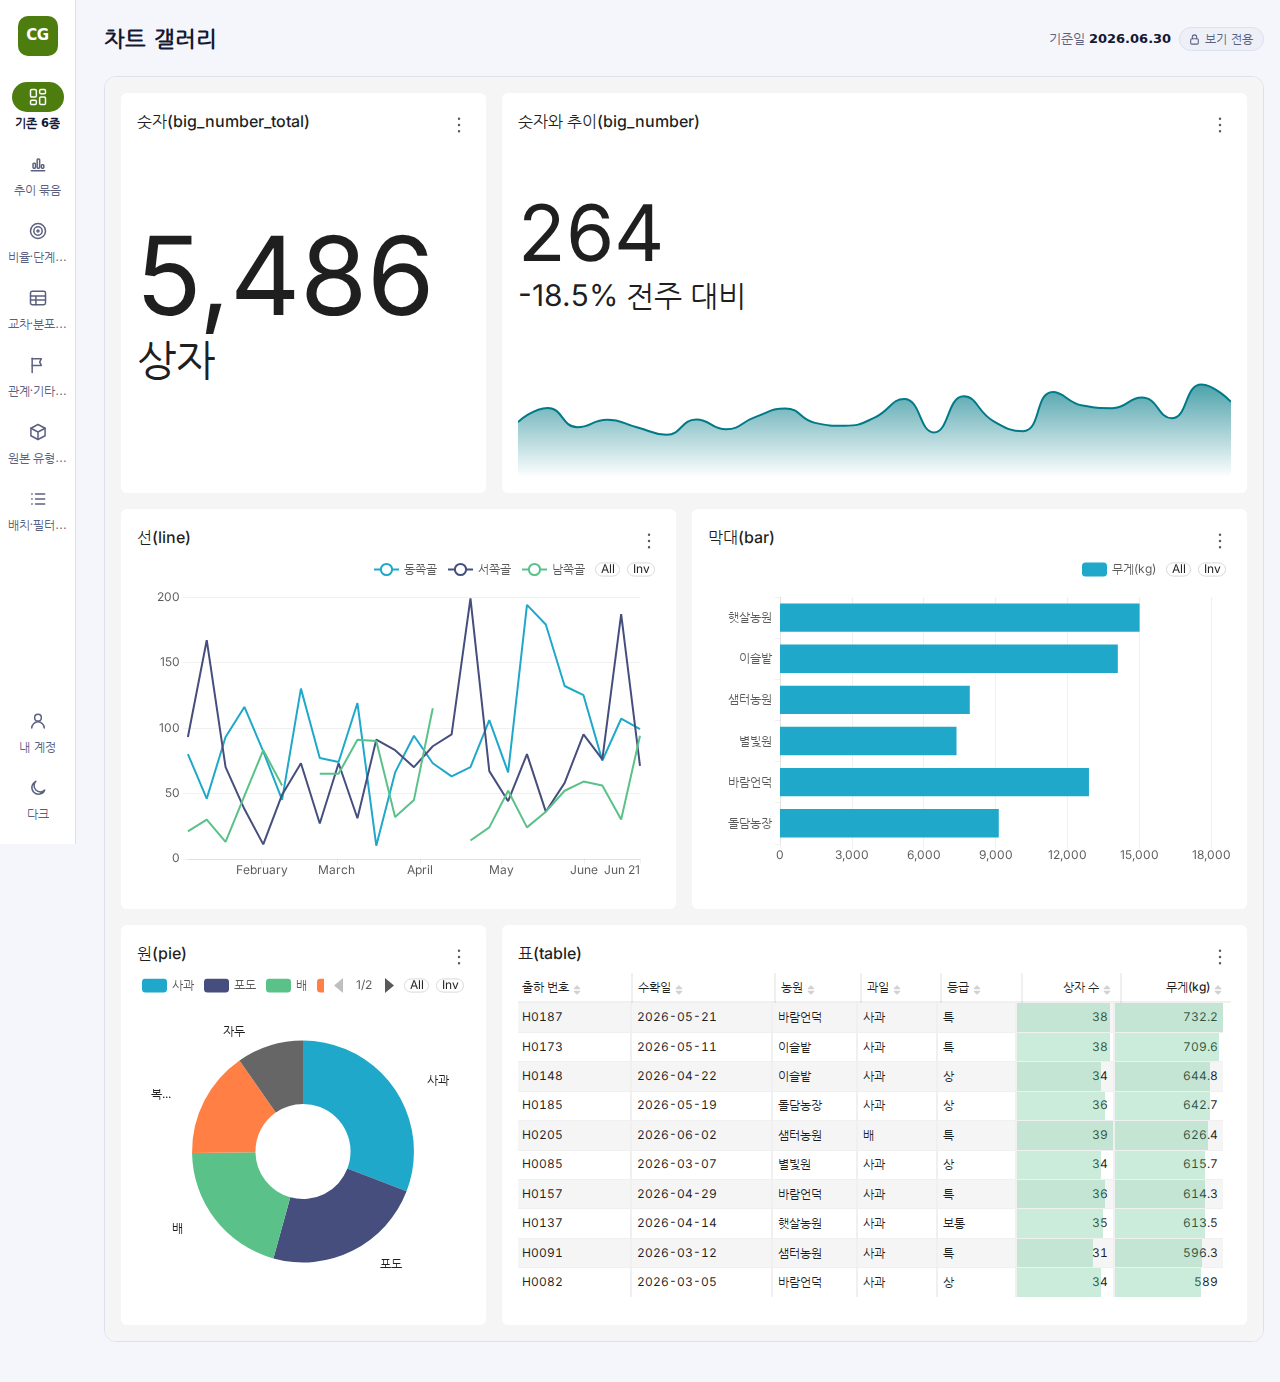 CG
차트 갤러리
기준일 2026.06.30
보기 전용
기존 6종
추이 묶음
비율·단계...
교차·분포...
관계·기타...
원본 유형...
배치·필터...
내 계정
다크
숫자(big_number_total)
5,486
상자
숫자와 추이(big_number)
264
-18.5% 전주 대비
선(line)
동쪽골 서쪽골 남쪽골 All Inv
200
150
100
50
0
February March April May June Jun 21
막대(bar)
무게(kg) All Inv
햇살농원
이슬밭
샘터농원
별빛원
바람언덕
돌담농장
0 3,000 6,000 9,000 12,000 15,000 18,000
원(pie)
사과 포도 배 1/2 All Inv
자두
사과
복...
배
포도
표(table)
출하 번호 수확일 농원 과일 등급 상자 수 무게(kg)
H0187 2026-05-21 바람언덕 사과 특 38 732.2
H0173 2026-05-11 이슬밭 사과 특 38 709.6
H0148 2026-04-22 이슬밭 사과 상 34 644.8
H0185 2026-05-19 돌담농장 사과 상 36 642.7
H0205 2026-06-02 샘터농원 배 특 39 626.4
H0085 2026-03-07 별빛원 사과 상 34 615.7
H0157 2026-04-29 바람언덕 사과 특 36 614.3
H0137 2026-04-14 햇살농원 사과 보통 35 613.5
H0091 2026-03-12 샘터농원 사과 특 31 596.3
H0082 2026-03-05 바람언덕 사과 상 34 589